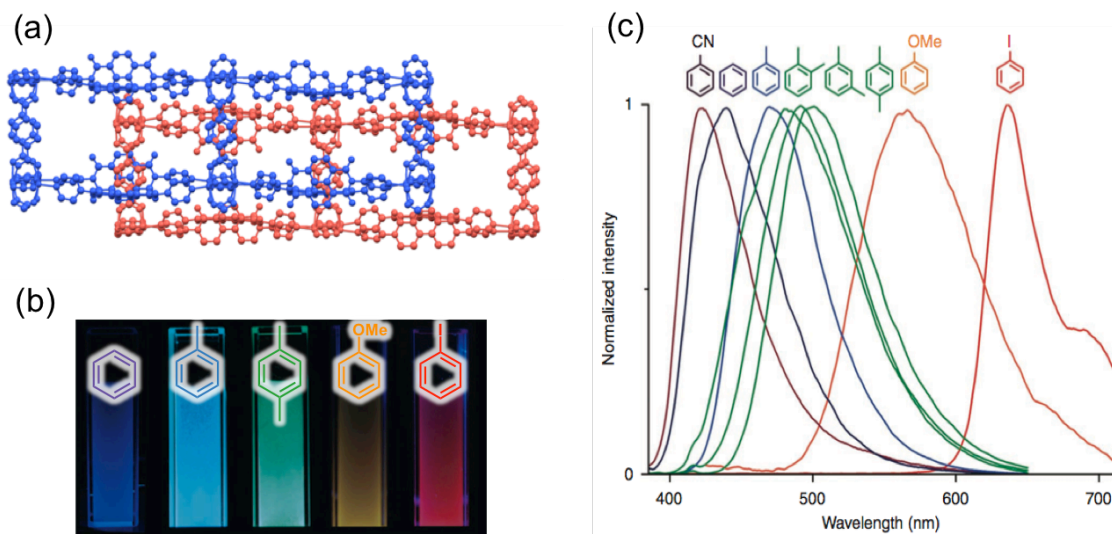 (a)
(b)
OMe
I
(c)
CN
OMe
I
Normalized intensity
1
0
400
500
600
700
Wavelength (nm)